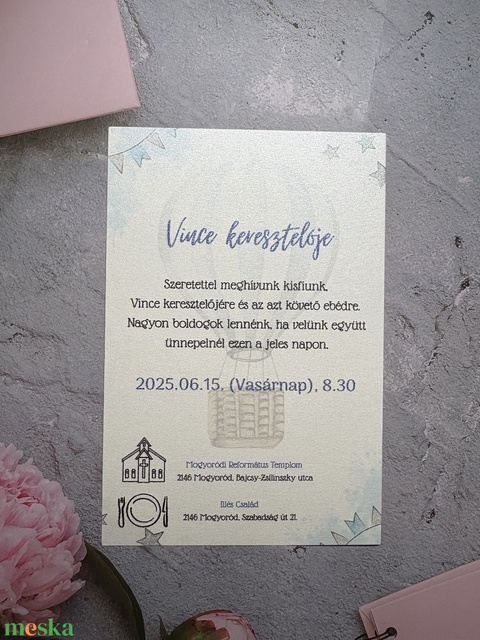 Vince keresztelője
Szeretettel meghívunk kisfiunk,
Vince keresztelőjére és az azt követő ebédre.
Nagyon boldogok lennénk, ha velünk együtt
ünnepelnél ezen a jeles napon.
2025.06.15. (Vasárnap), 8.30
Mogyoródi Református Templom
2146 Mogyoród, Bajcsy-Zsilinszky utca
Illés Család
2146 Mogyoród, Szabadság út 21.
meska